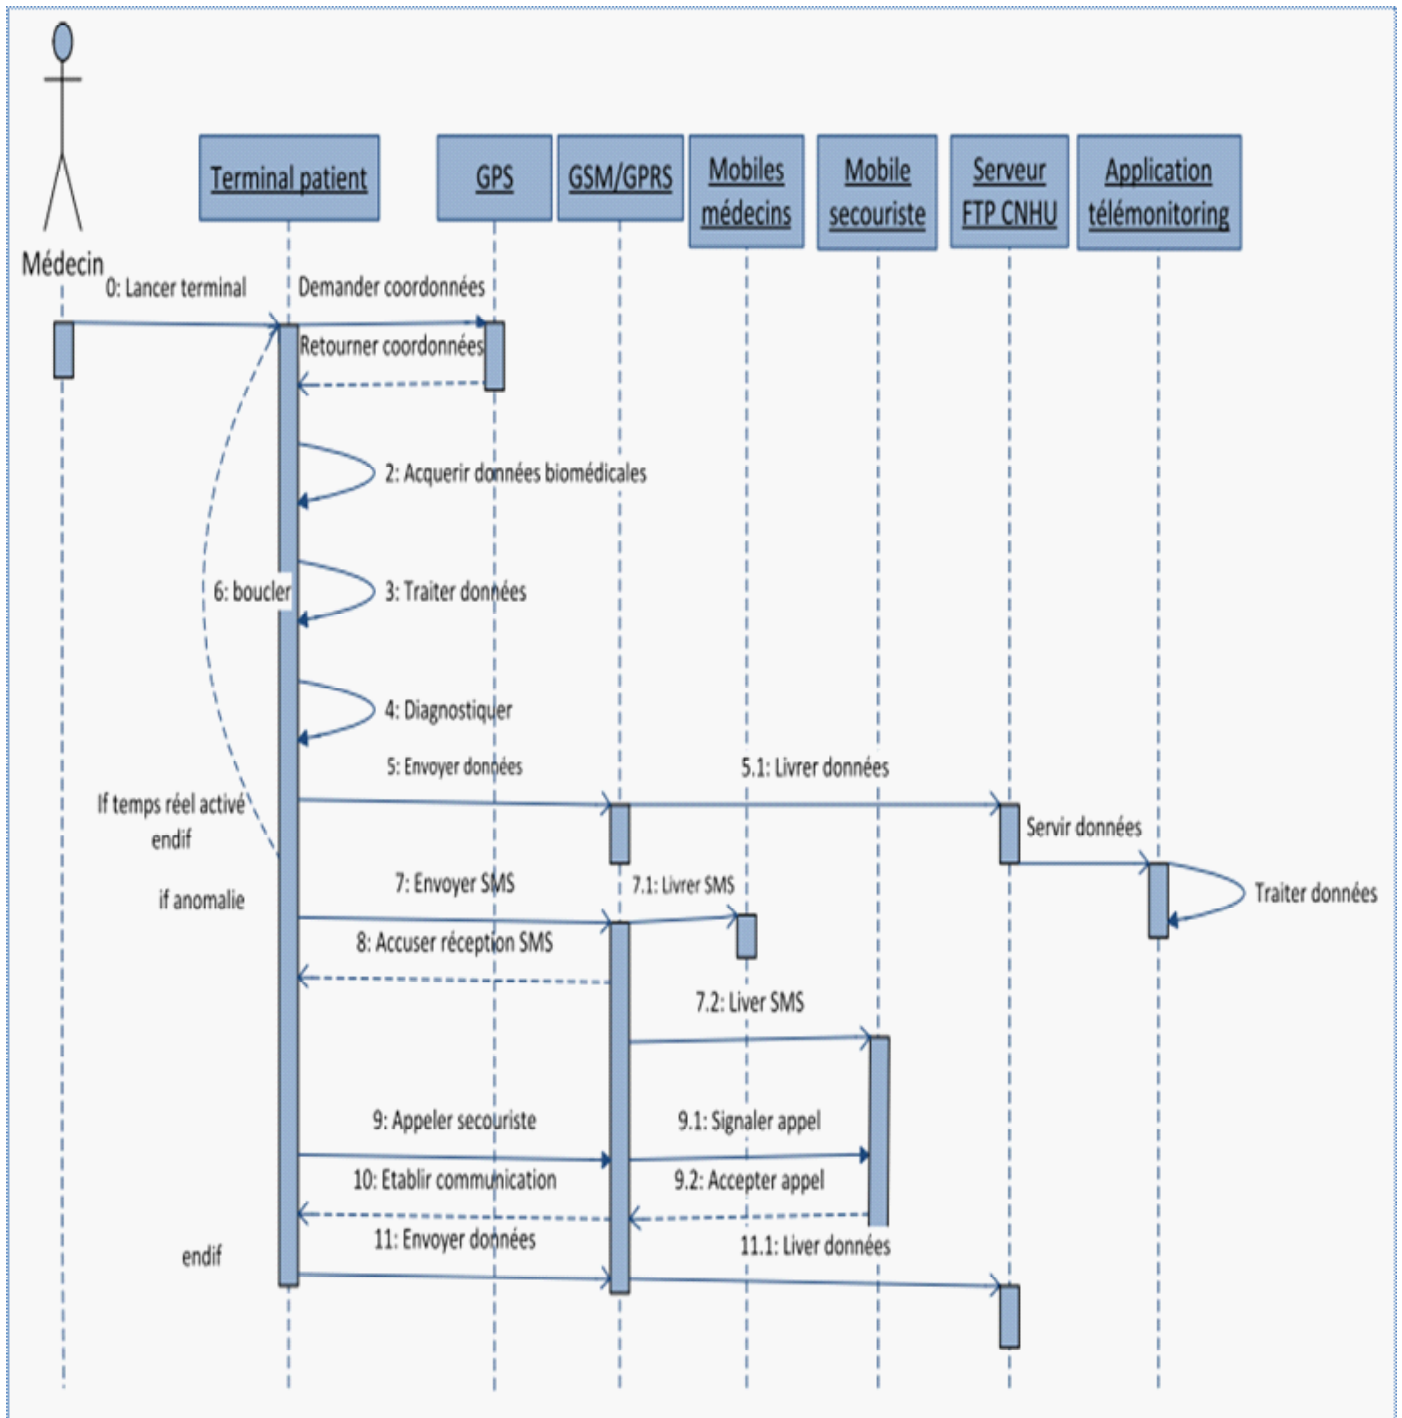 Médecin
Terminal patient
GPS
GSM/GPRS
Mobiles
médecins
Mobile
secouriste
Serveur
FTP CNHU
Application
télémonitoring
0: Lancer terminal
Demander coordonnées
Retourner coordonnées
2: Acquerir données biomédicales
6: boucler
3: Traiter données
4: Diagnostiquer
5: Envoyer données
5.1: Livrer données
If temps réel activé
endif
Servir données
if anomalie
7: Envoyer SMS
7.1: Livrer SMS
Traiter données
8: Accuser réception SMS
7.2: Liver SMS
9: Appeler secouriste
9.1: Signaler appel
10: Etablir communication
9.2: Accepter appel
11: Envoyer données
11.1: Liver données
endif